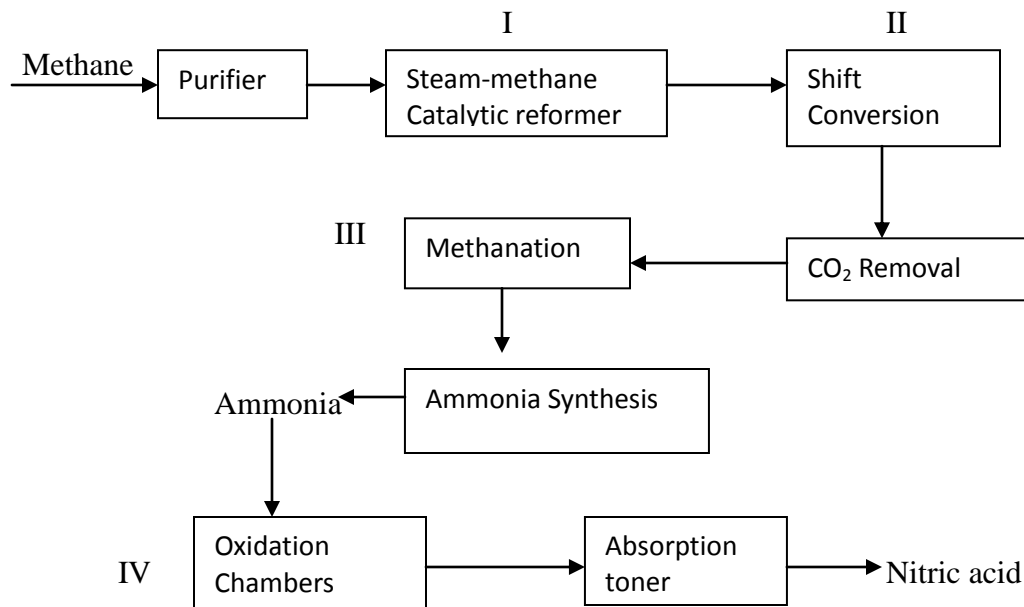 I
II
Methane
Purifier
Steam-methane
Catalytic reformer
Shift
Conversion
III
Methanation
CO₂ Removal
Ammonia
Ammonia Synthesis
IV
Oxidation
Chambers
Absorption
toner
Nitric acid